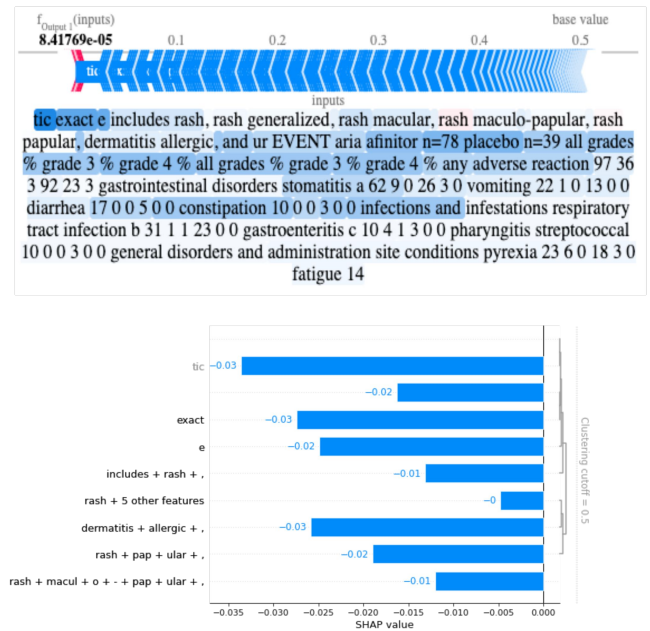 f Output 1 (inputs)
base value
8.41769e-05
0.1
0.2
0.3
0.4
0.5
tic
inputs
tic exact e includes rash, rash generalized, rash macular, rash maculo-papular, rash
papular, dermatitis allergic, and ur EVENT aria afinitor n=78 placebo n=39 all grades
% grade 3 % grade 4 % all grades % grade 3 % grade 4 % any adverse reaction 97 36
3 92 23 3 gastrointestinal disorders stomatitis a 62 9 0 26 3 0 vomiting 22 1 0 13 0 0
diarrhea 17 0 0 5 0 0 constipation 10 0 0 3 0 0 infections and infestations respiratory
tract infection b 31 1 1 23 0 0 gastroenteritis c 10 4 1 3 0 0 pharyngitis streptococcal
10 0 0 3 0 0 general disorders and administration site conditions pyrexia 23 6 0 18 3 0
fatigue 14
tic
−0.03
−0.02
exact
−0.03
e
−0.02
includes + rash + ,
−0.01
rash + 5 other features
−0
dermatitis + allergic + ,
−0.03
rash + pap + ular + ,
−0.02
rash + macul + o + - + pap + ular + ,
−0.01
Clustering cutoff = 0.5
−0.035
−0.030
−0.025
−0.020
−0.015
−0.010
−0.005
0.000
SHAP value